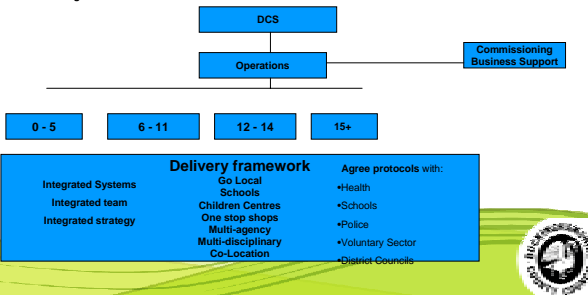 DCS
Operations
Commissioning
Business Support
0 - 5
6 - 11
12 - 14
15+
Delivery framework
Integrated Systems
Integrated team
Integrated strategy
Go Local
Schools
Children Centres
One stop shops
Multi-agency
Multi-disciplinary
Co-Location
Agree protocols with:
•Health
•Schools
•Police
•Voluntary Sector
•District Councils